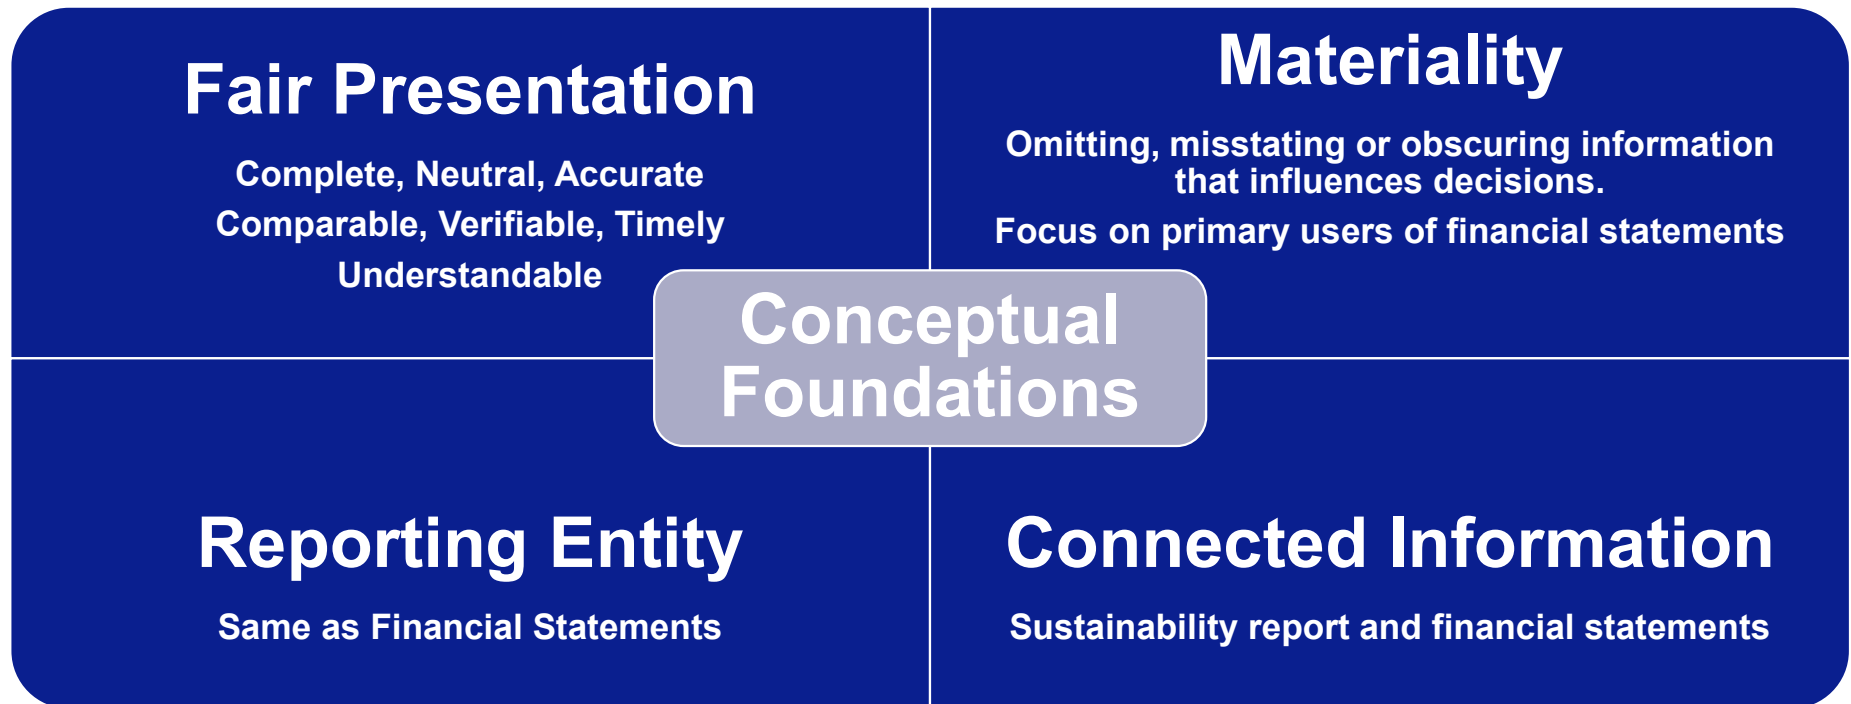 Fair Presentation
Complete, Neutral, Accurate
Comparable, Verifiable, Timely
Understandable
Materiality
Omitting, misstating or obscuring information
that influences decisions.
Focus on primary users of financial statements
Conceptual
Foundations
Reporting Entity
Same as Financial Statements
Connected Information
Sustainability report and financial statements